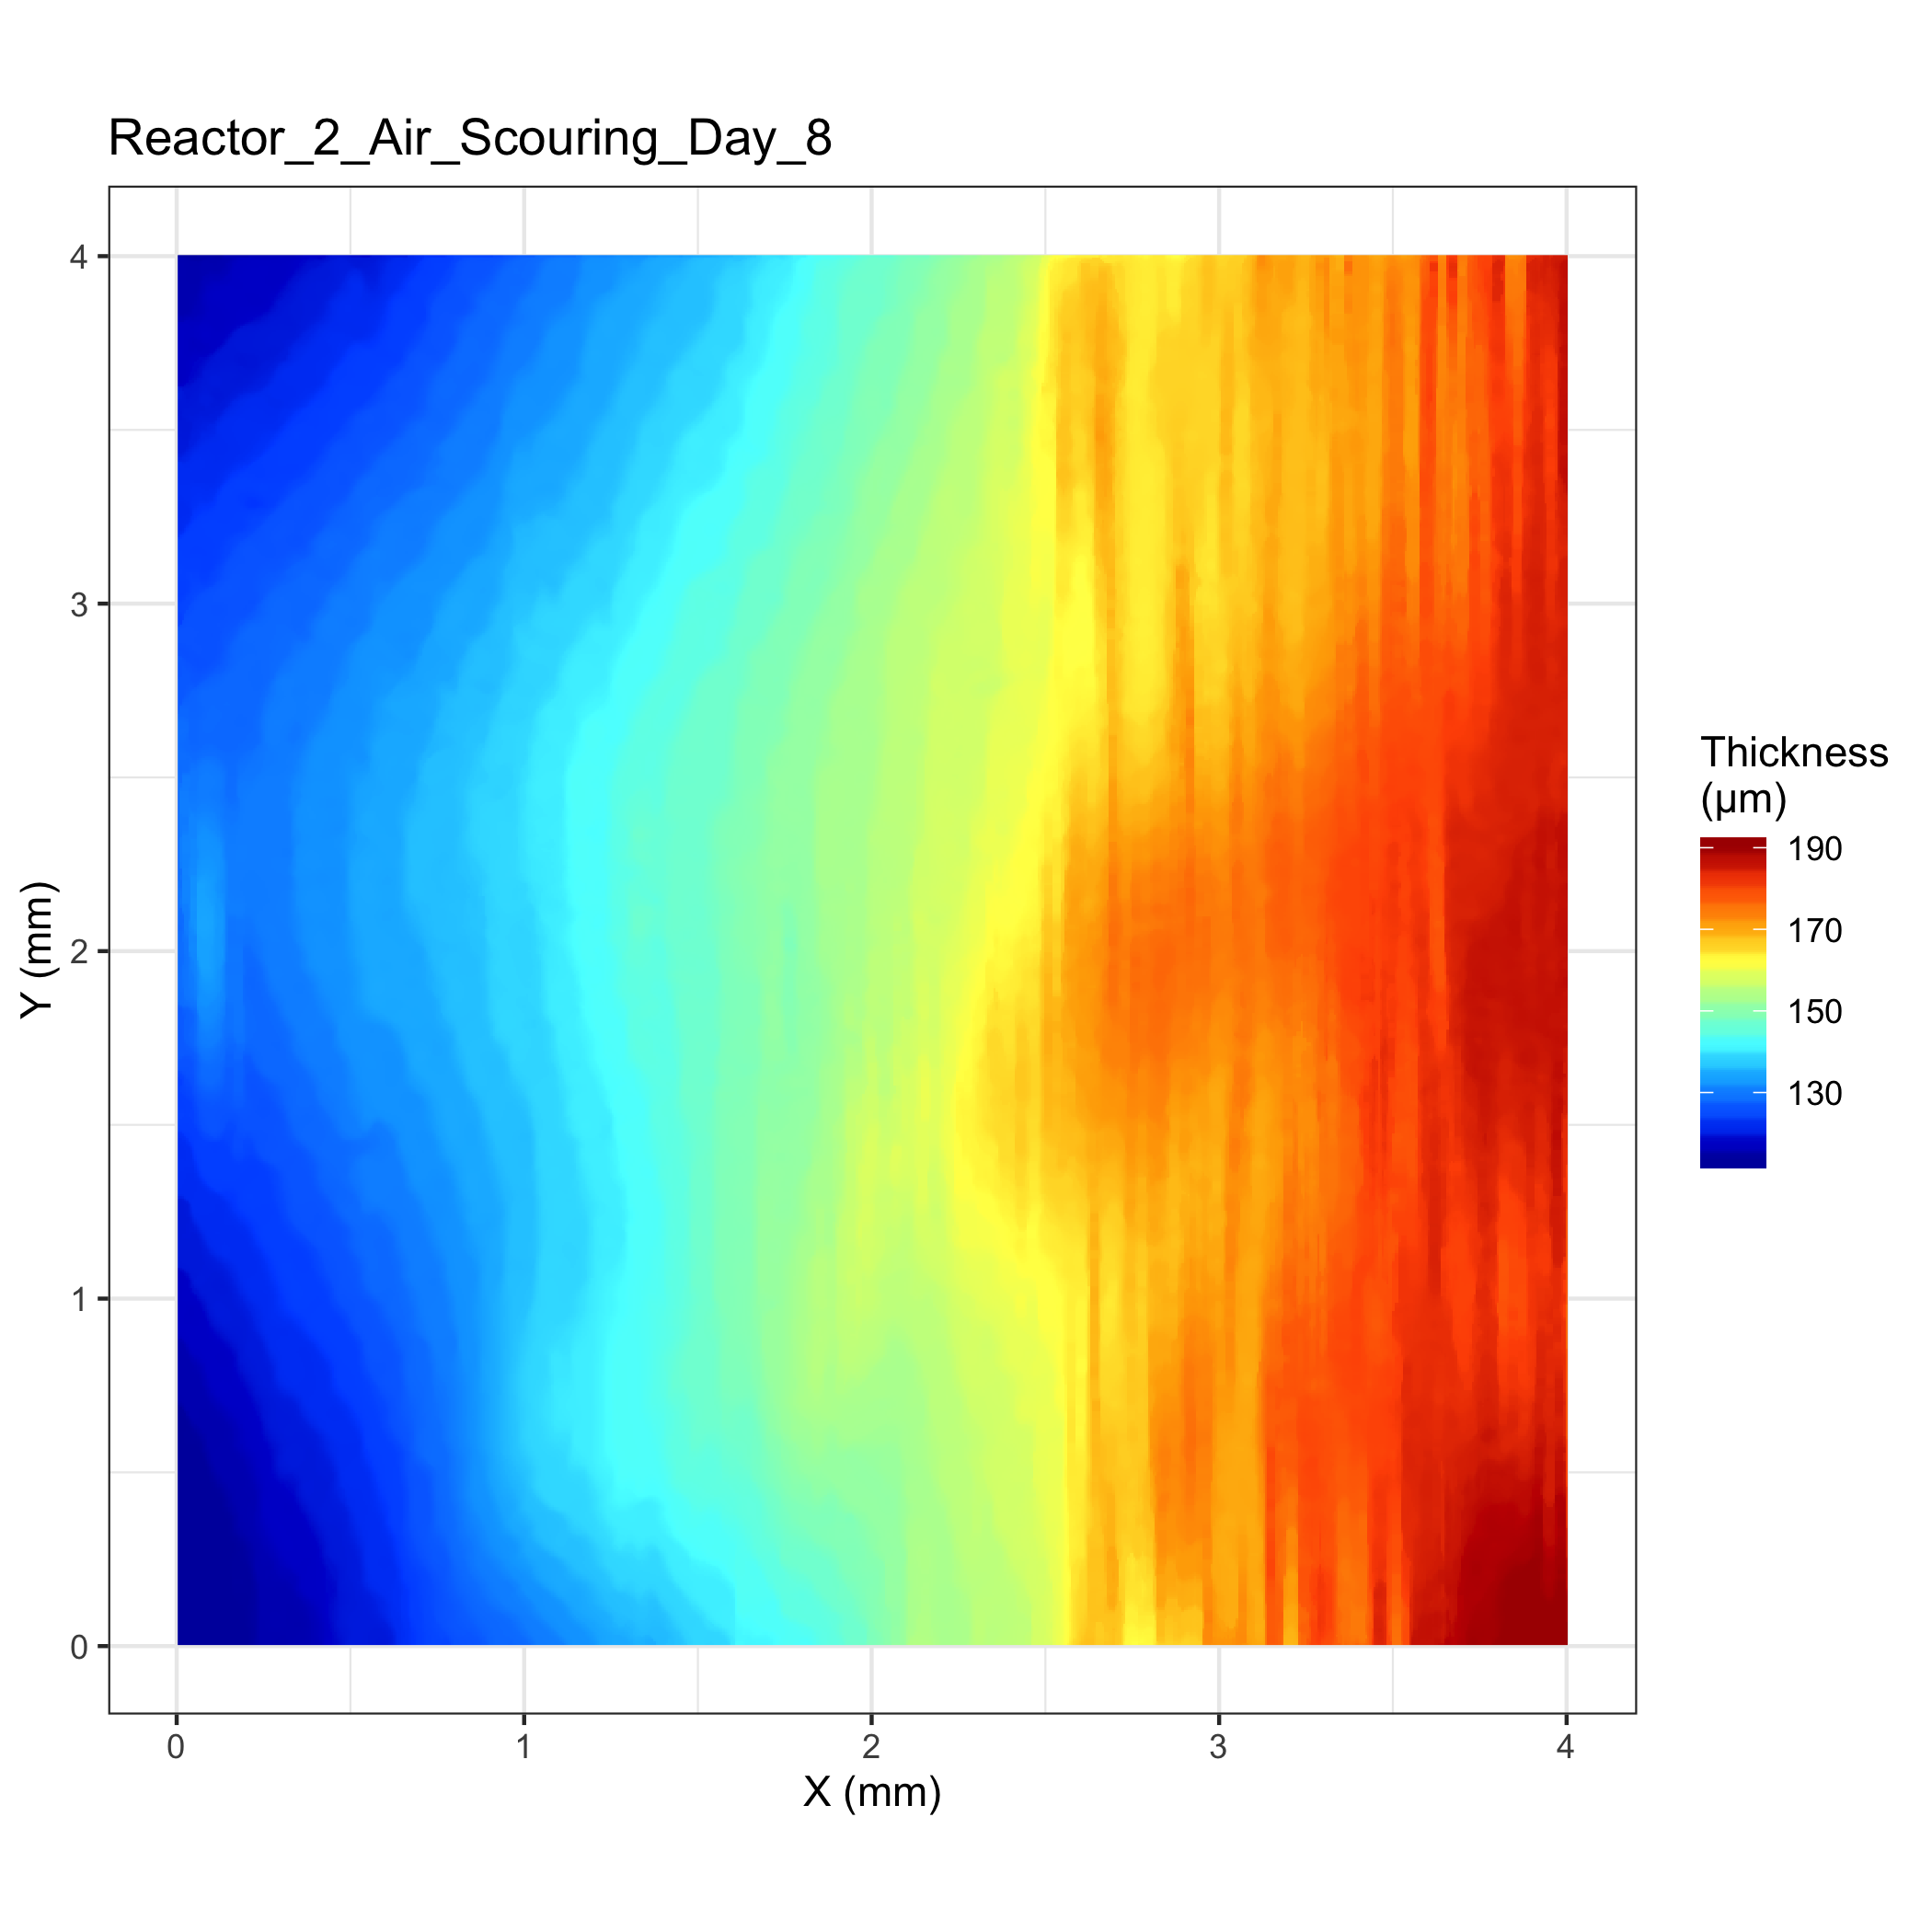 Reactor_2_Air_Scouring_Day_8
4
3
2
1
0
Y (mm)
0 1 2 3 4
X (mm)
Thickness
(μm)
190
170
150
130